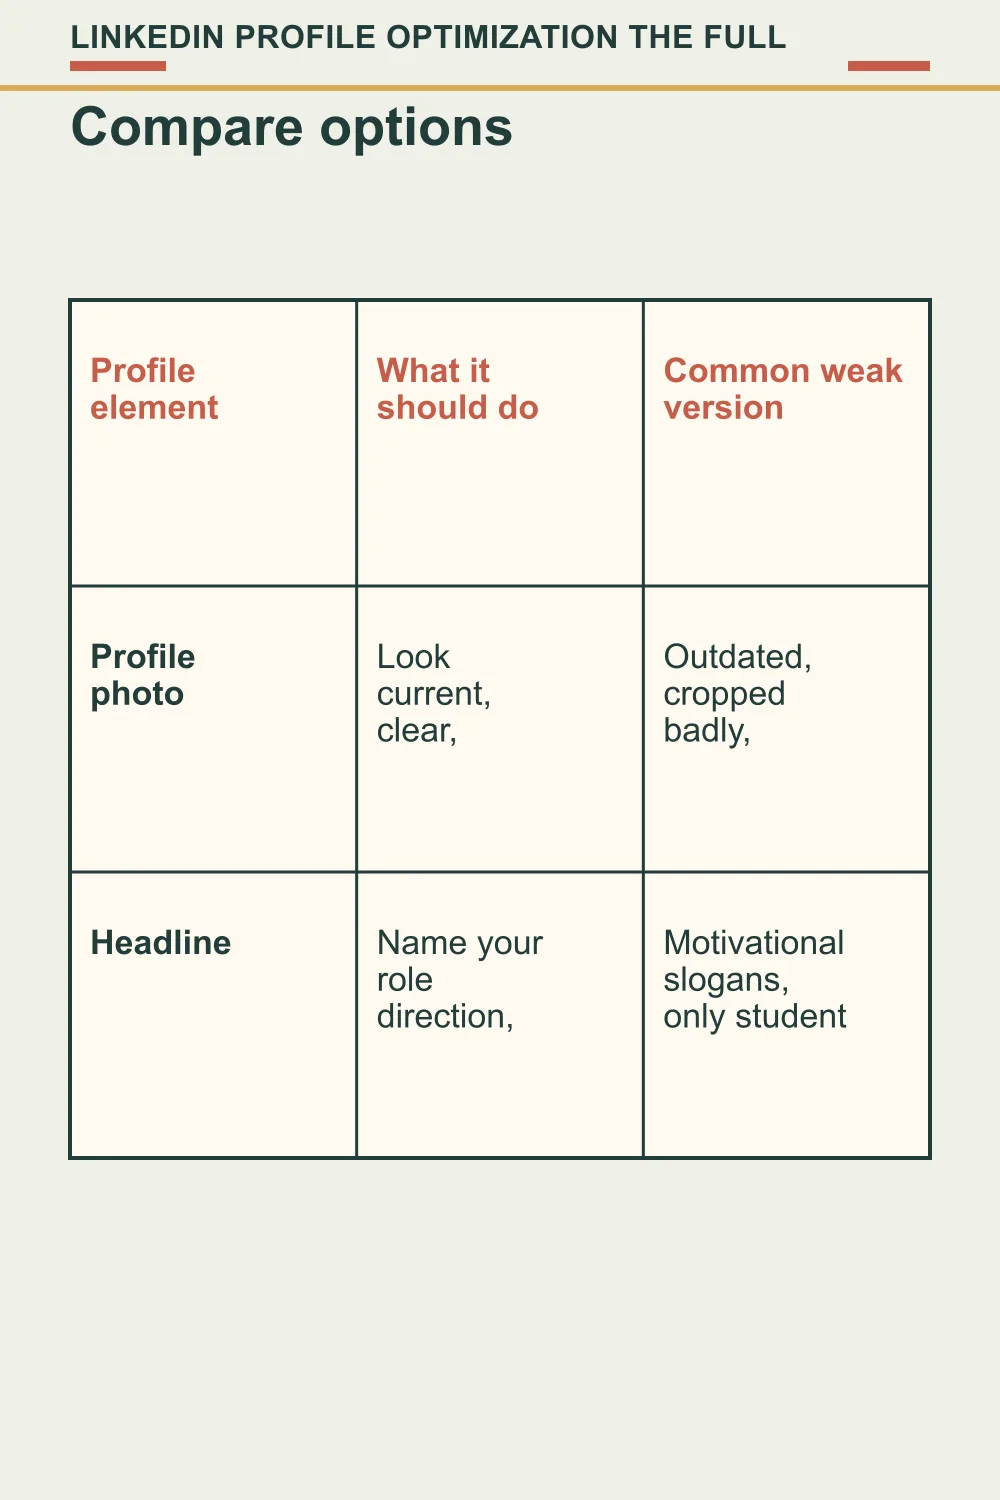 LINKEDIN PROFILE OPTIMIZATION THE FULL
Compare options
Profile
element
What it
should do
Common weak
version
Profile
photo
Look
current,
clear,
Outdated,
cropped
badly,
Headline
Name your
role
direction,
Motivational
slogans,
only student